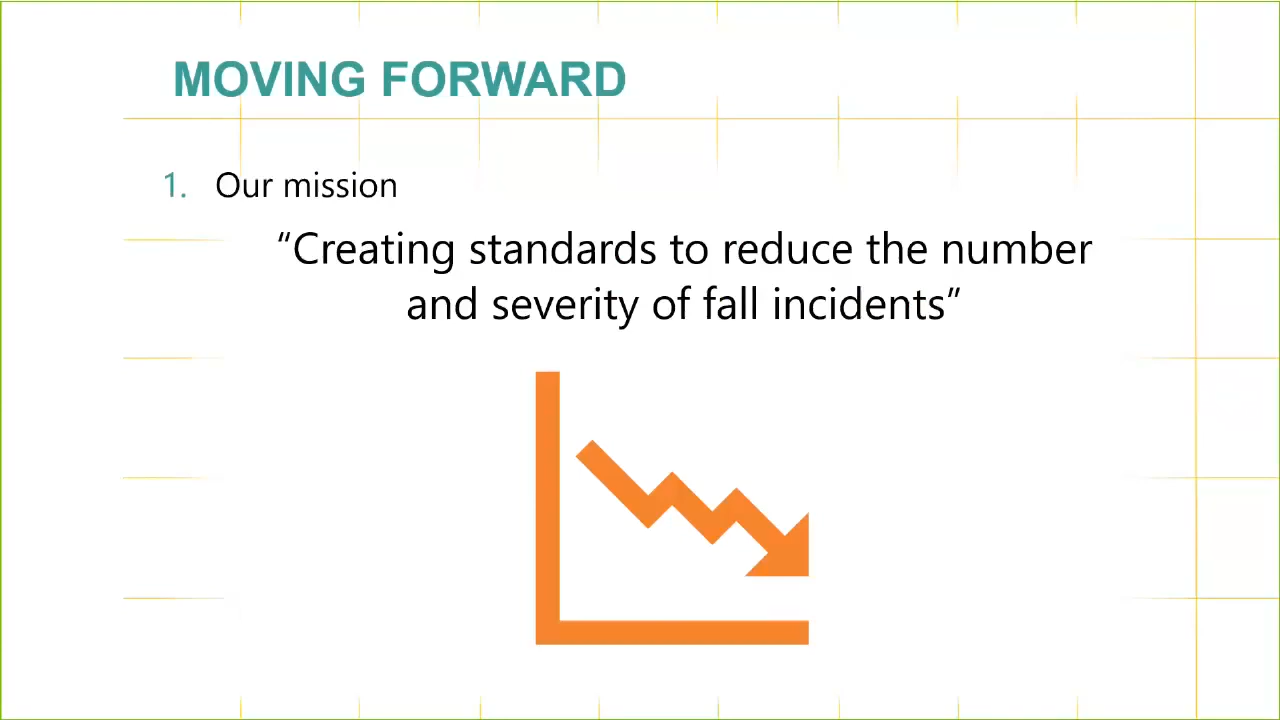 MOVING FORWARD
1. Our mission
“Creating standards to reduce the number
and severity of fall incidents”